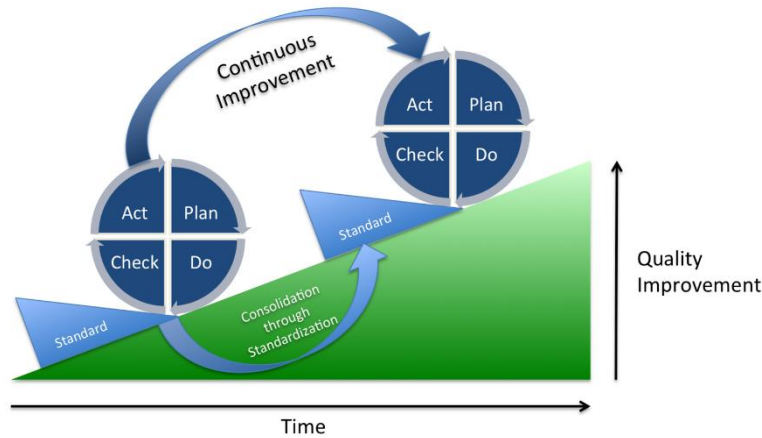 Continuous
Improvement
Act
Plan
Check
Do
Standard
Act
Plan
Check
Do
Standard
Consolidation
through
Standardization
Quality
Improvement
Time